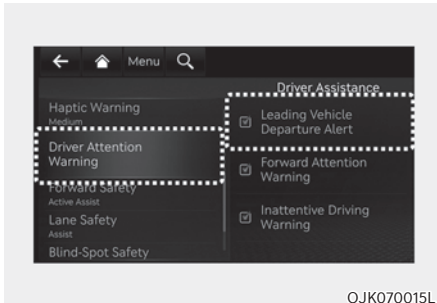 Menu
Driver Assistance
Haptic Warning
Medium
Driver Attention
Warning
Forward Safety
Active Assist
Lane Safety
Assist
Blind-Spot Safety
Leading Vehicle
Departure Alert
Forward Attention
Warning
Inattentive Driving
Warning
OJK070015L